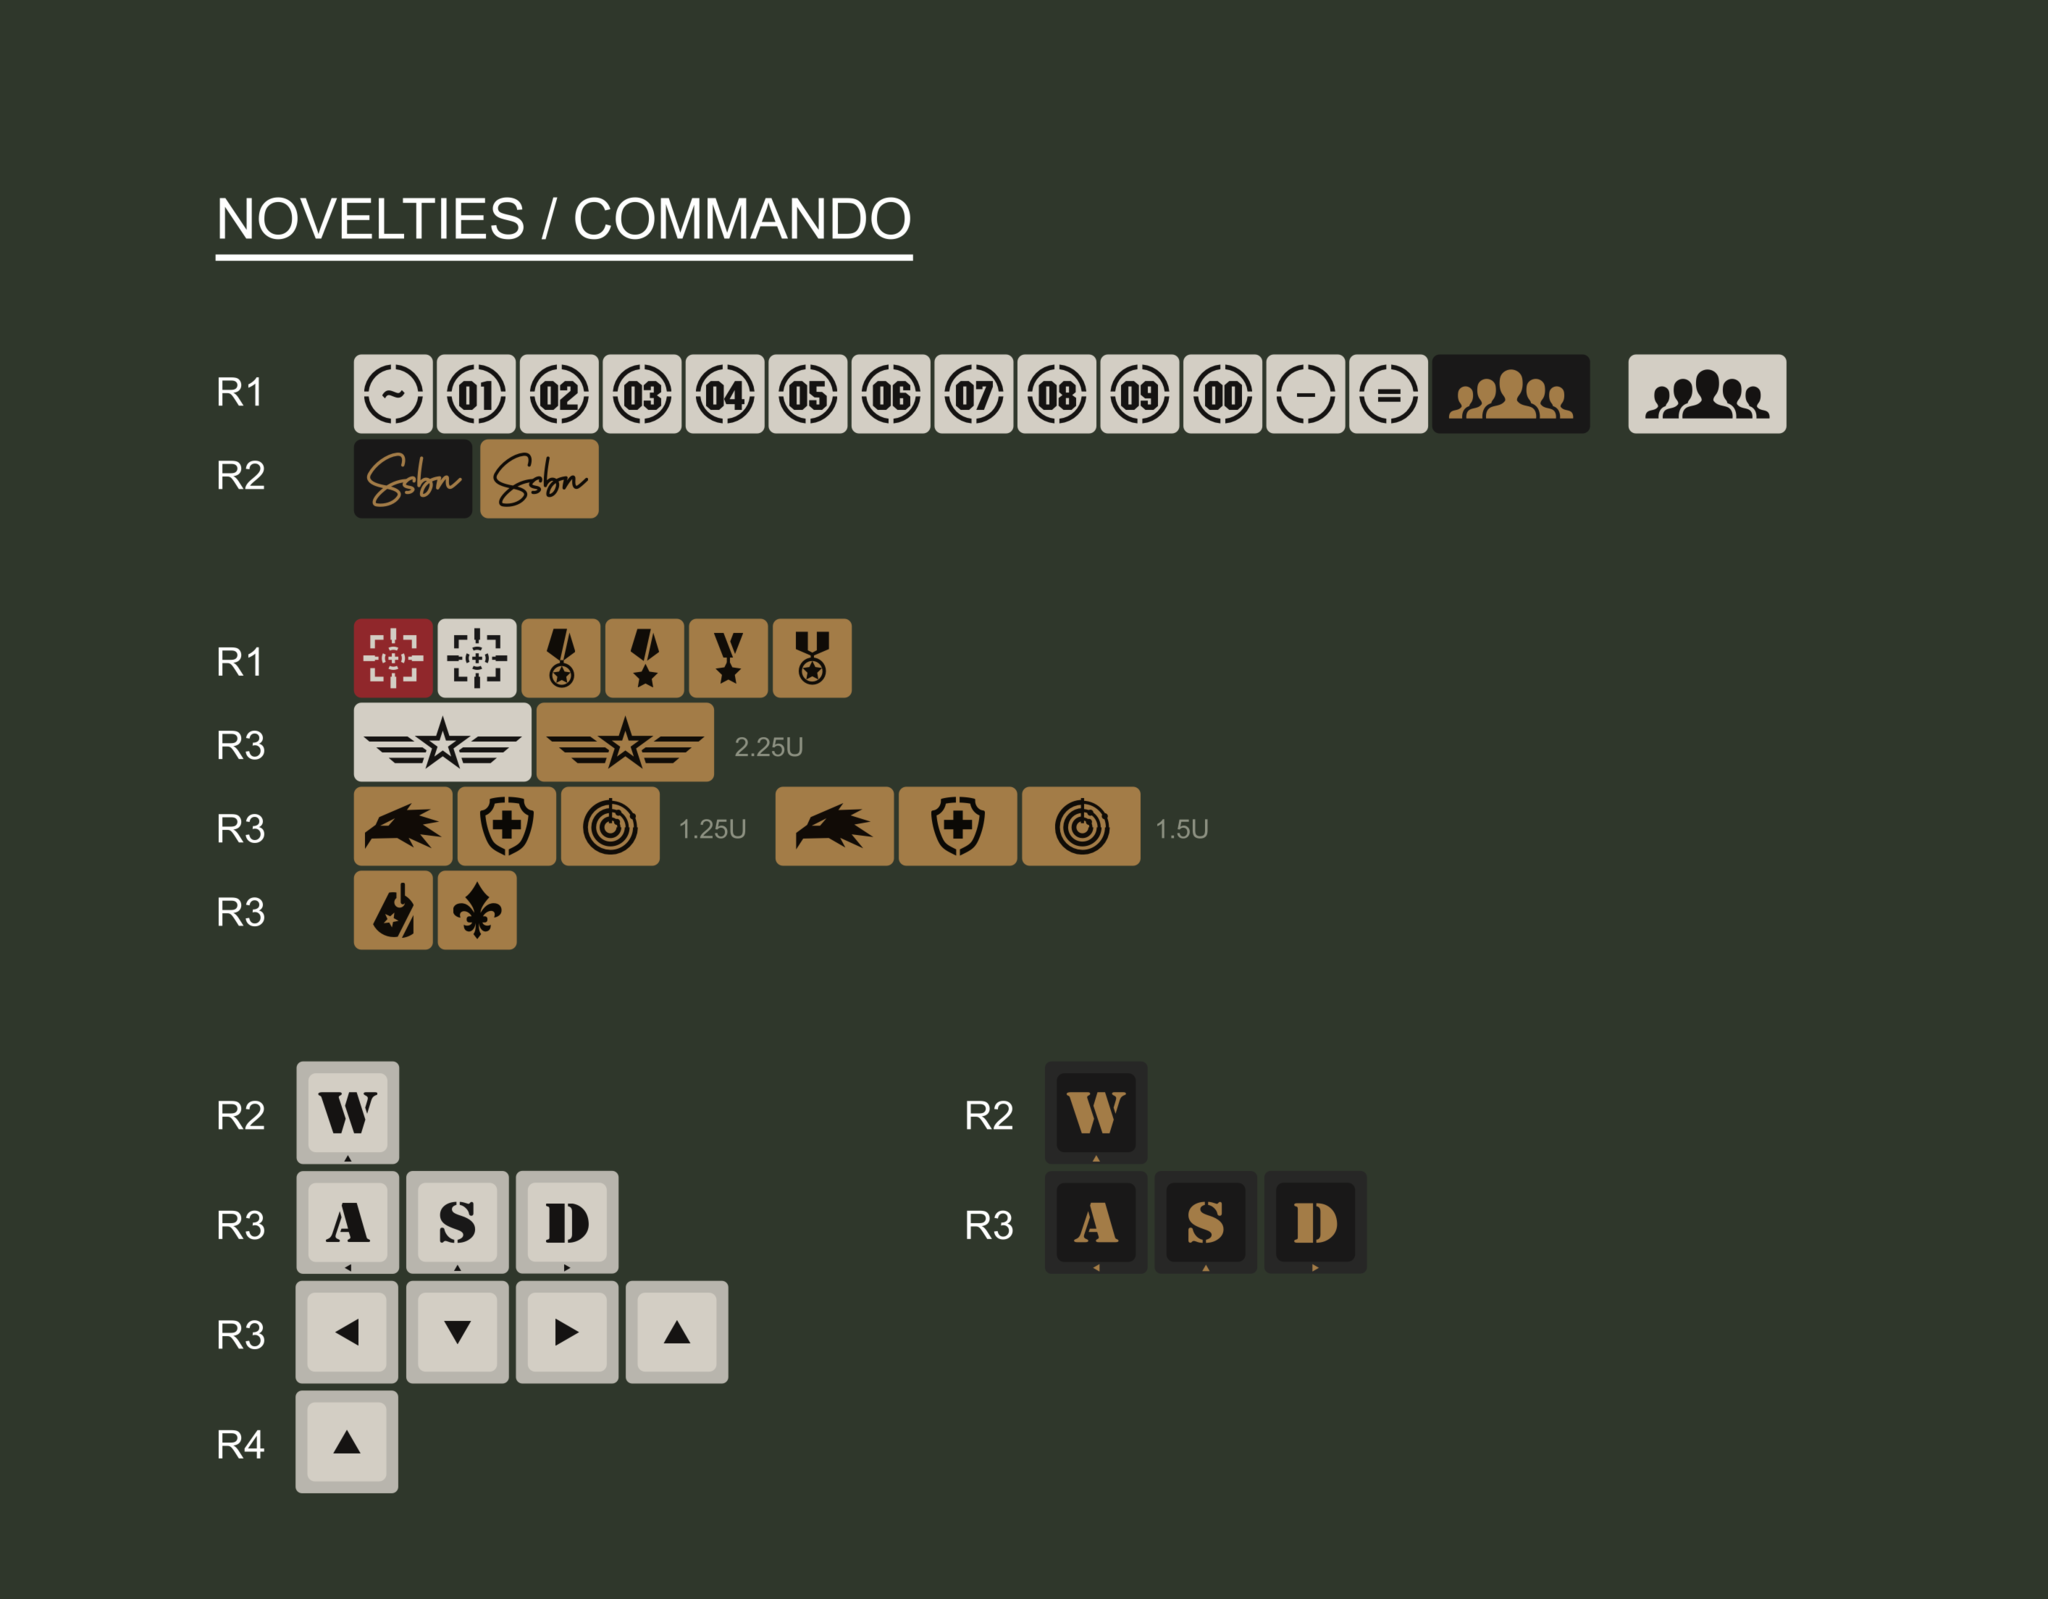 NOVELTIES / COMMANDO
R1 ~ 01 02 03 04 05 06 07 08 09 00 - =
R2 Ssbn Ssbn
R1
R3 2.25U
R3 1.25U 1.5U
R3
R2 W
R3 A S D
R3
R4
R2 W
R3 A S D